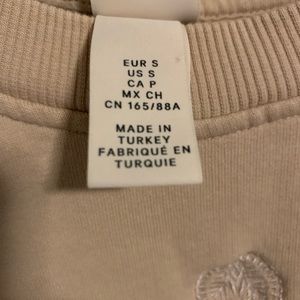 EUR S
US S
CA P
MX CH
CN 165/88A
MADE IN
TURKEY
FABRIQUÉ EN
TURQUIE